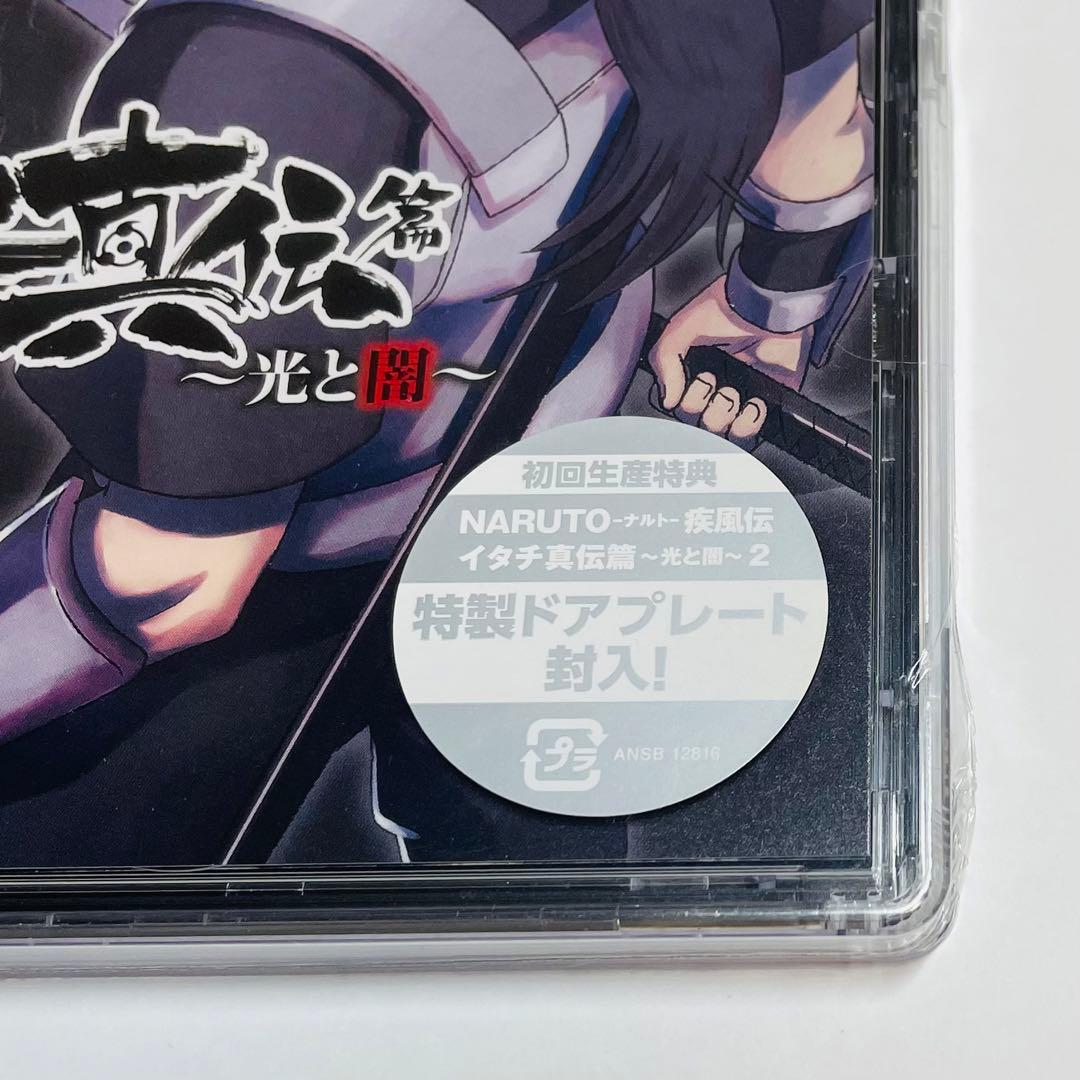 真伝篇
～光と闇～
初回生産特典
NARUTO-ナルト- 疾風伝
イタチ真伝篇～光と闇～2
特製ドアプレート
封入!
プラ
ANSB 12816